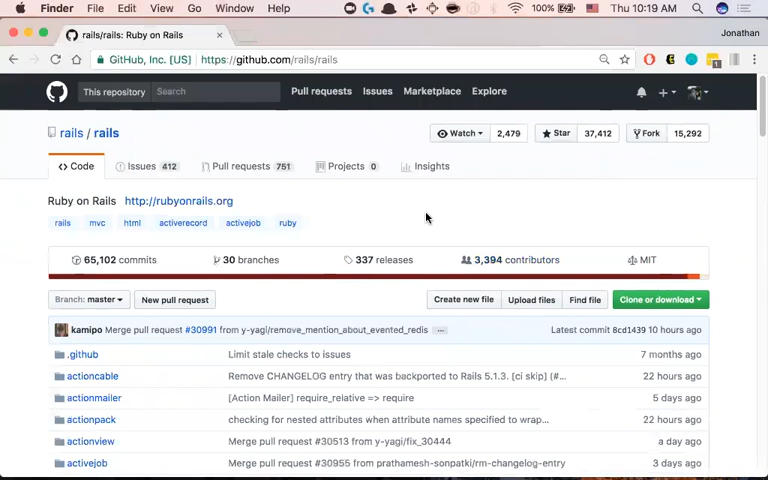 Finder File Edit View Go Window Help 100% Thu 10:19 AM
rails/rails: Ruby on Rails × Jonathan
GitHub, Inc. [US] https://github.com/rails/rails
This repository Search Pull requests Issues Marketplace Explore
rails / rails Watch 2,479 Star 37,412 Fork 15,292
Code Issues 412 Pull requests 751 Projects 0 Insights
Ruby on Rails http://rubyonrails.org
rails mvc html activerecord activejob ruby
65,102 commits 30 branches 337 releases 3,394 contributors MIT
Branch: master New pull request Create new file Upload files Find file Clone or download
kamipo Merge pull request #30991 from y-yagi/remove_mention_about_evented_redis ... Latest commit 8cd1439 10 hours ago
.github Limit stale checks to issues 7 months ago
actioncable Remove CHANGELOG entry that was backported to Rails 5.1.3. [ci skip] (#... 22 hours ago
actionmailer [Action Mailer] require_relative => require 5 days ago
actionpack checking for nested attributes when attribute names specified to wrap... 22 hours ago
actionview Merge pull request #30513 from y-yagi/fix_30444 a day ago
activejob Merge pull request #30955 from prathamesh-sonpatki/rm-changelog-entry 3 days ago